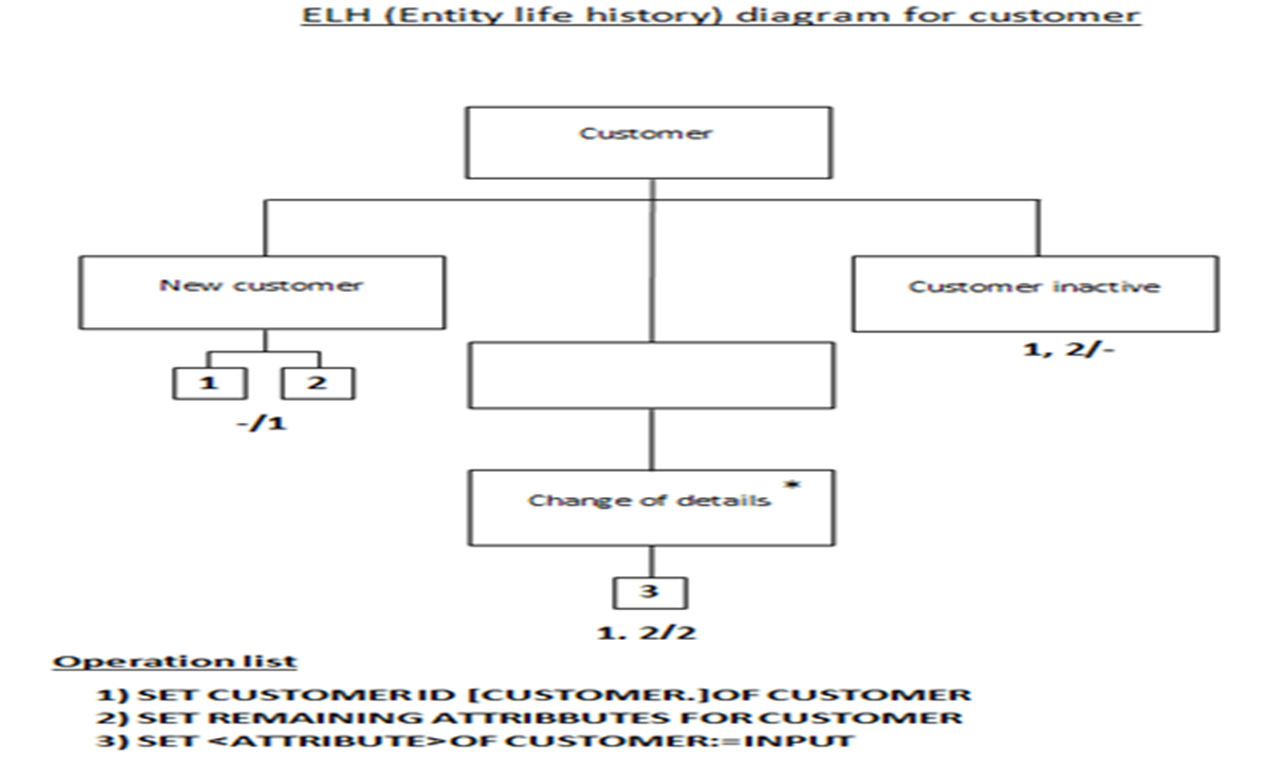 ELH (Entity life history) diagram for customer
Customer
New customer
Customer inactive
1, 2/-
1 2
-/1
Change of details *
3
1. 2/2
Operation list
1) SET CUSTOMER ID [CUSTOMER.]OF CUSTOMER
2) SET REMAINING ATTRIBBUTES FOR CUSTOMER
3) SET <ATTRIBUTE>OF CUSTOMER:=INPUT